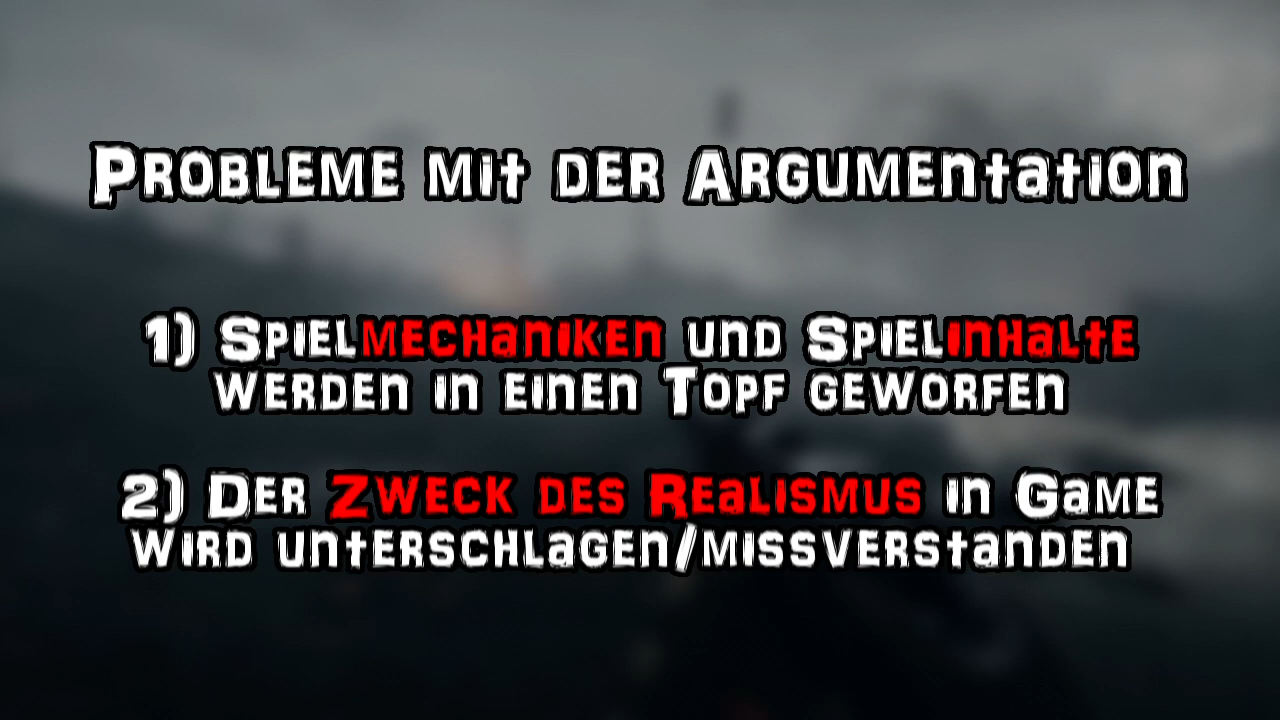 Probleme mit der Argumentation
1) Spielmechaniken und Spielinhalte
werden in einen Topf geworfen
2) Der Zweck des Realismus in Game
wird unterschlagen/missverstanden